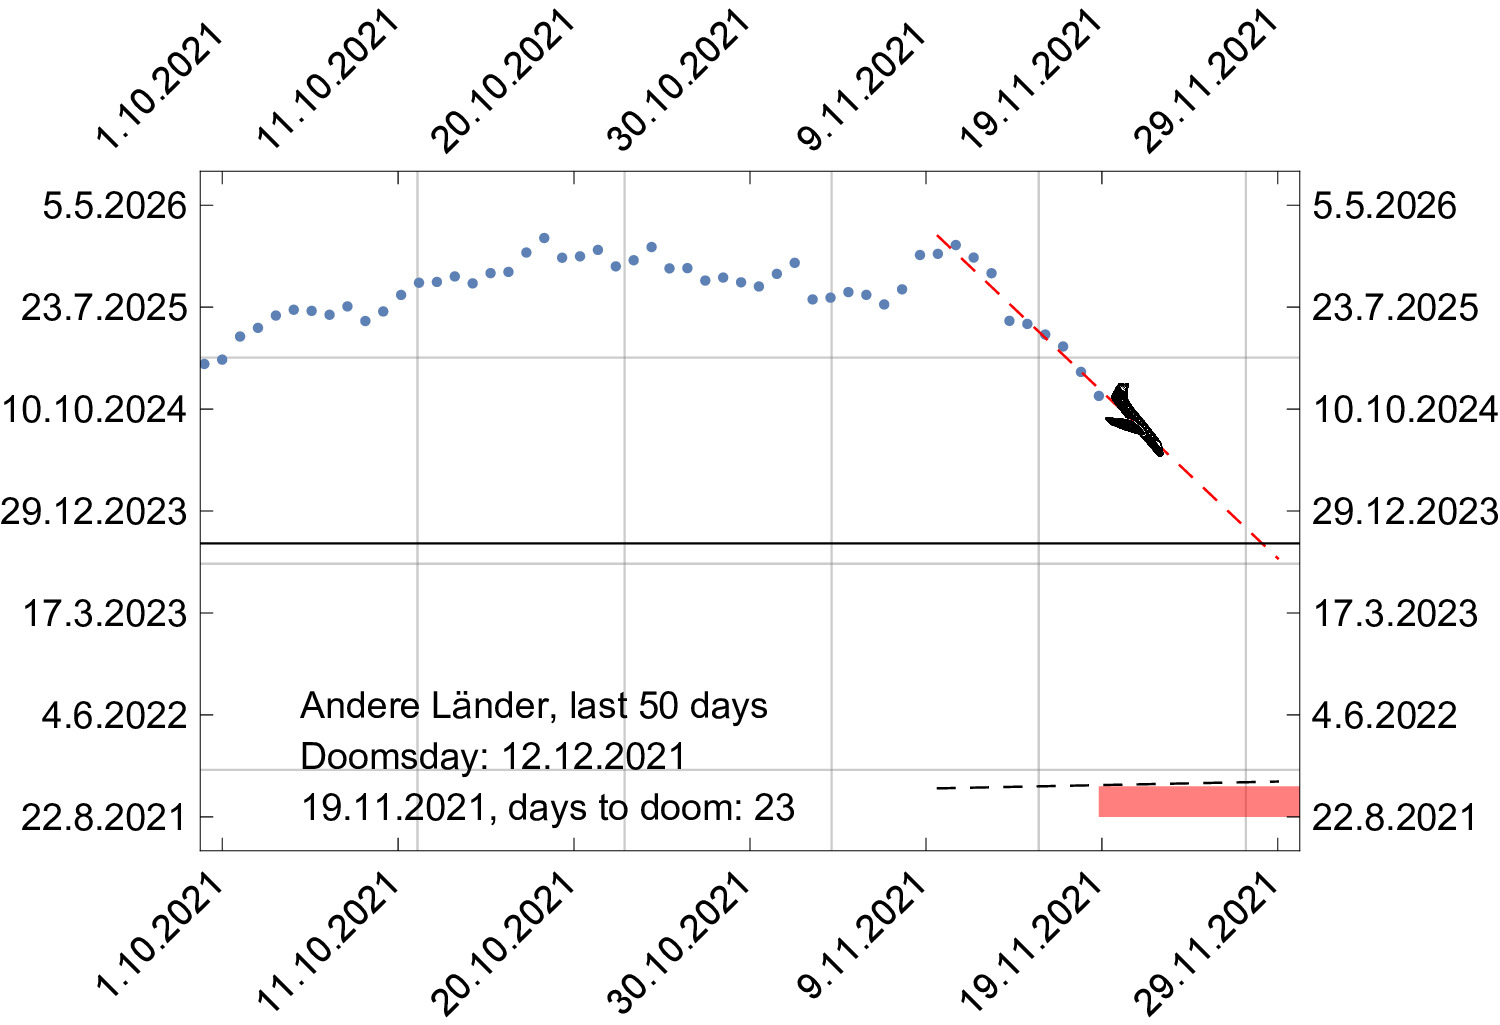 1.10.2021 11.10.2021 20.10.2021 30.10.2021 9.11.2021 19.11.2021 29.11.2021
5.5.2026 5.5.2026
23.7.2025 23.7.2025
10.10.2024 10.10.2024
29.12.2023 29.12.2023
17.3.2023 17.3.2023
Andere Länder, last 50 days
4.6.2022 4.6.2022
Doomsday: 12.12.2021
19.11.2021, days to doom: 23
22.8.2021 22.8.2021
1.10.2021 11.10.2021 20.10.2021 30.10.2021 9.11.2021 19.11.2021 29.11.2021